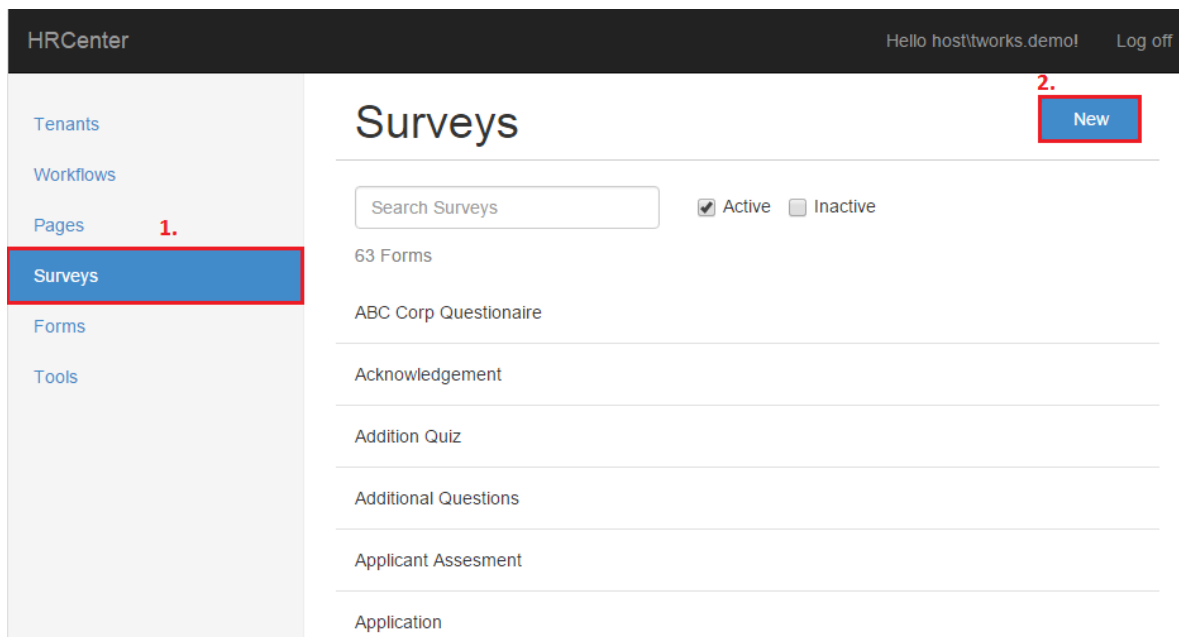 HRCenter Hello host\tworks.demo! Log off
Tenants
Workflows
Pages
1.
Surveys
Forms
Tools
Surveys
2.
New
Search Surveys
Active Inactive
63 Forms
ABC Corp Questionaire
Acknowledgement
Addition Quiz
Additional Questions
Applicant Assesment
Application